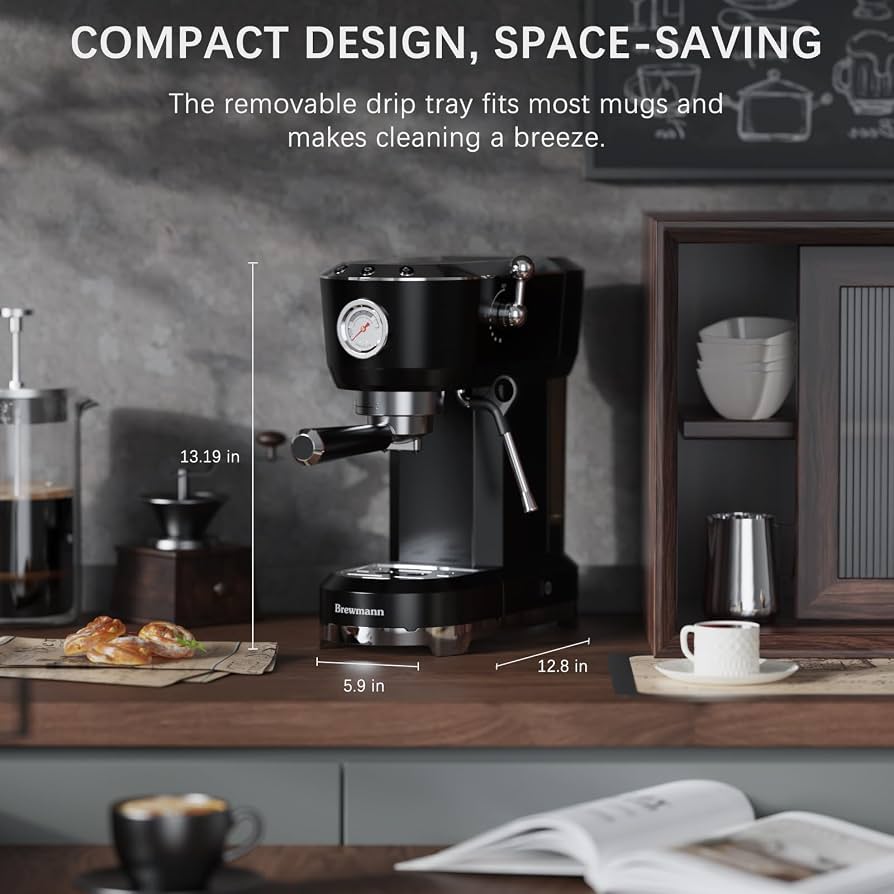 COMPACT DESIGN, SPACE-SAVING
The removable drip tray fits most mugs and
makes cleaning a breeze.
13.19 in
Brewmann
5.9 in
12.8 in